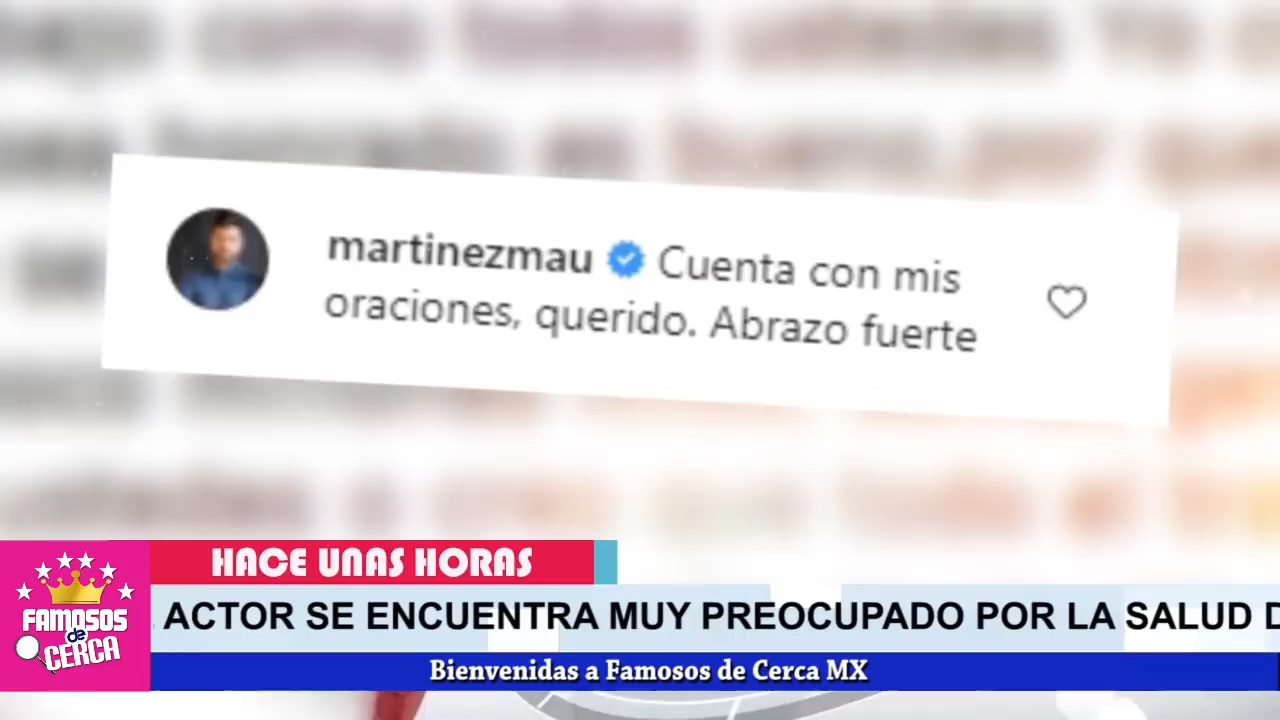 martinezmau Cuenta con mis
oraciones, querido. Abrazo fuerte
HACE UNAS HORAS
ACTOR SE ENCUENTRA MUY PREOCUPADO POR LA SALUD
Bienvenidas a Famosos de Cerca MX
FAMOSOS
de
CERCA